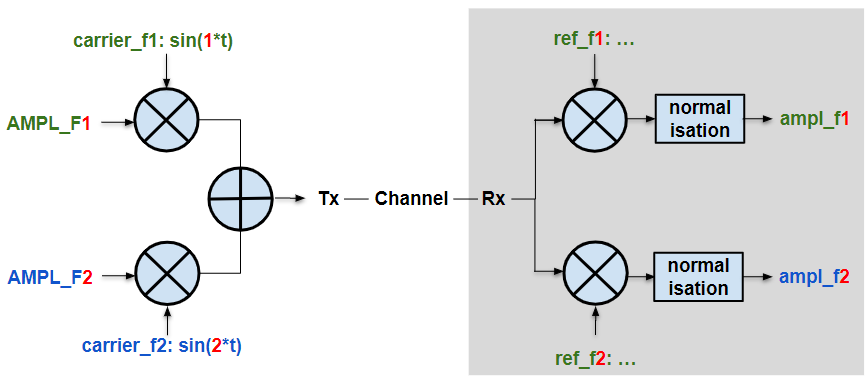 carrier_f1: sin(1*t)
ref_f1: …
AMPL_F1
normal
isation
ampl_f1
Tx
Channel
Rx
AMPL_F2
normal
isation
ampl_f2
carrier_f2: sin(2*t)
ref_f2: …